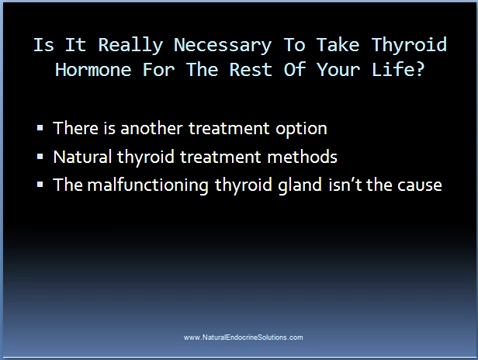 Is It Really Necessary To Take Thyroid
Hormone For The Rest Of Your Life?
▪ There is another treatment option
▪ Natural thyroid treatment methods
▪ The malfunctioning thyroid gland isn't the cause
www.NaturalEndocrineSolutions.com